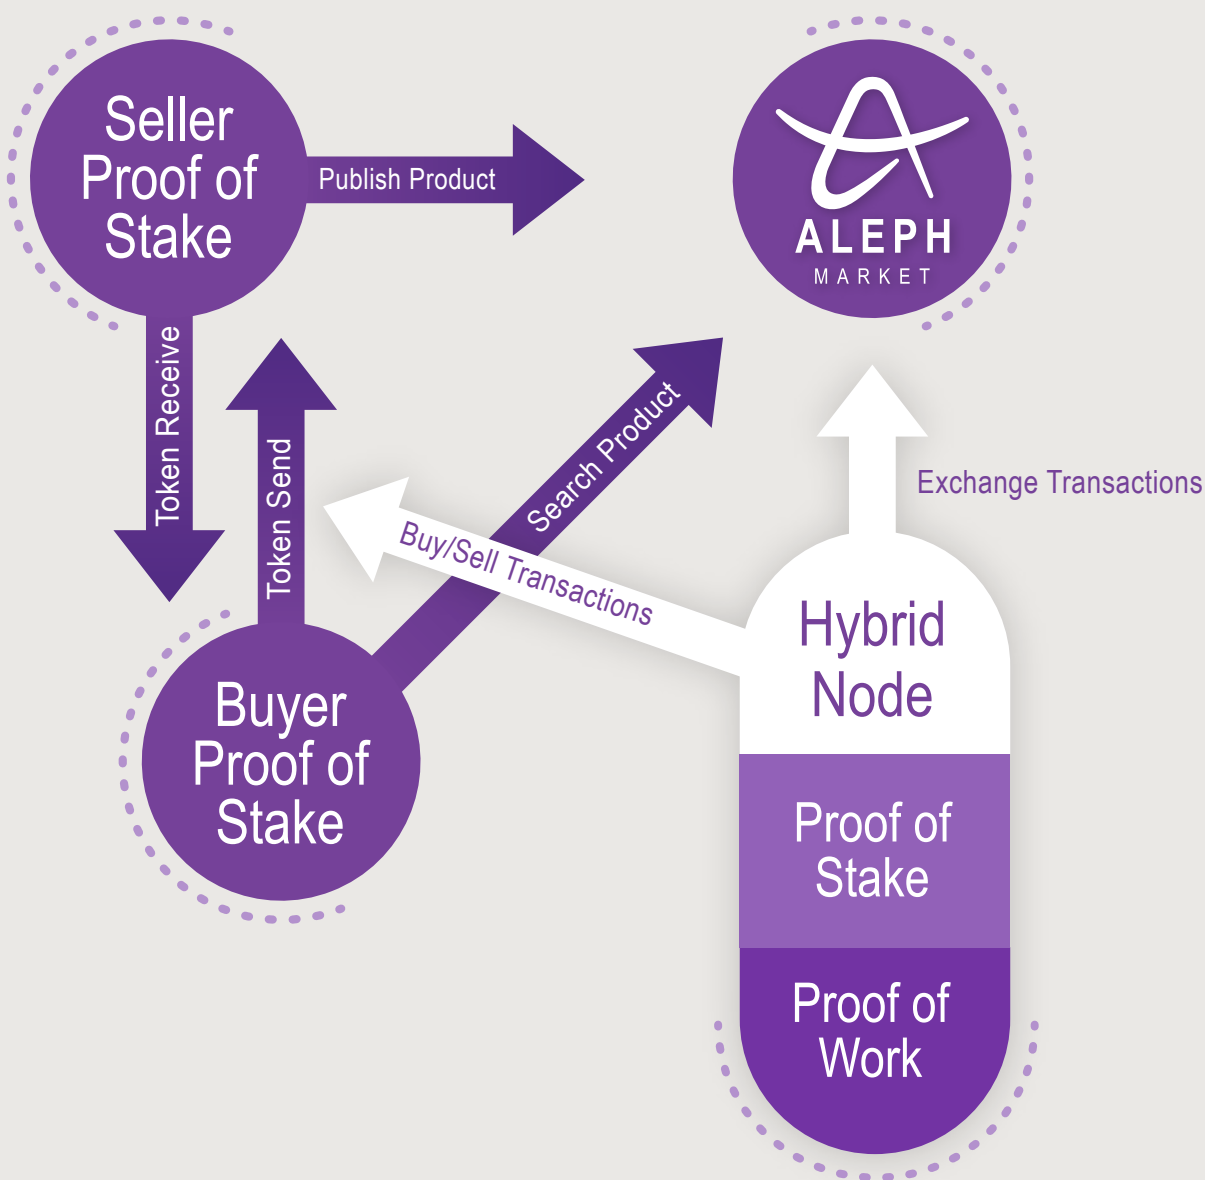 Seller
Proof of
Stake
Publish Product
ALEPH
MARKET
Token Receive
Token Send
Search Product
Buy/Sell Transactions
Exchange Transactions
Buyer
Proof of
Stake
Hybrid
Node
Proof of
Stake
Proof of
Work